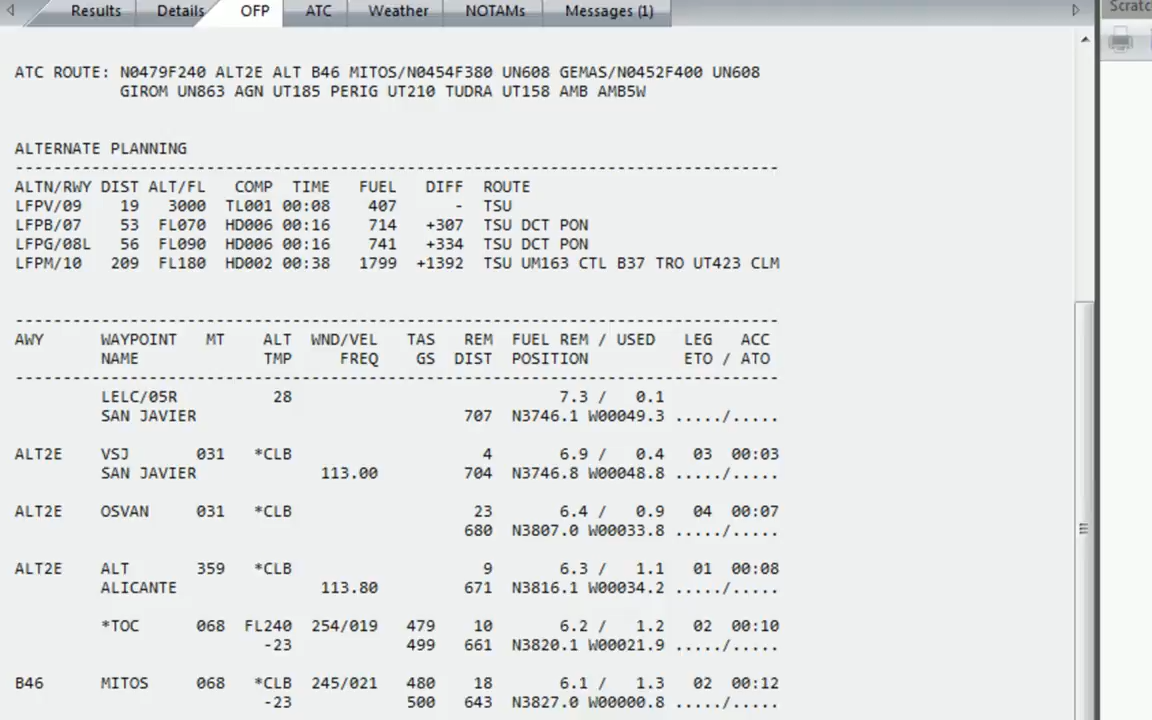 Results Details OFP ATC Weather NOTAMs Messages (1)
ATC ROUTE: N0479F240 ALT2E ALT B46 MITOS/N0454F380 UN608 GEMAS/N0452F400 UN608
GIROM UN863 AGN UT185 PERIG UT210 TUDRA UT158 AMB AMB5W
ALTERNATE PLANNING
--------------------------------------------------------------------------------
ALTN/RWY DIST ALT/FL COMP TIME FUEL DIFF ROUTE
LFPV/09 19 3000 TL001 00:08 407 - TSU
LFPB/07 53 FL070 HD006 00:16 714 +307 TSU DCT PON
LFPG/08L 56 FL090 HD006 00:16 741 +334 TSU DCT PON
LFPM/10 209 FL180 HD002 00:38 1799 +1392 TSU UM163 CTL B37 TRO UT423 CLM
--------------------------------------------------------------------------------
AWY WAYPOINT MT ALT WND/VEL TAS REM FUEL REM / USED LEG ACC
NAME TMP FREQ GS DIST POSITION ETO / ATO
--------------------------------------------------------------------------------
LELC/05R 28 7.3 / 0.1
SAN JAVIER 707 N3746.1 W00049.3 ...../.....
ALT2E VSJ 031 *CLB 4 6.9 / 0.4 03 00:03
SAN JAVIER 113.00 704 N3746.8 W00048.8 ...../.....
ALT2E OSVAN 031 *CLB 23 6.4 / 0.9 04 00:07
680 N3807.0 W00033.8 ...../.....
ALT2E ALT 359 *CLB 9 6.3 / 1.1 01 00:08
ALICANTE 113.80 671 N3816.1 W00034.2 ...../.....
*TOC 068 FL240 254/019 479 10 6.2 / 1.2 02 00:10
-23 499 661 N3820.1 W00021.9 ...../.....
B46 MITOS 068 *CLB 245/021 480 18 6.1 / 1.3 02 00:12
-23 500 643 N3827.0 W00000.8 ...../.....